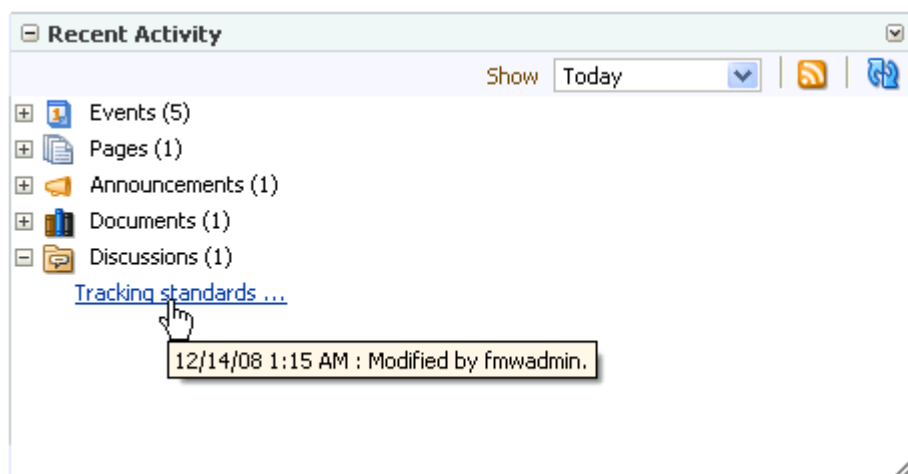 Recent Activity
Show Today
Events (5)
Pages (1)
Announcements (1)
Documents (1)
Discussions (1)
Tracking standards ...
12/14/08 1:15 AM : Modified by fmwadmin.